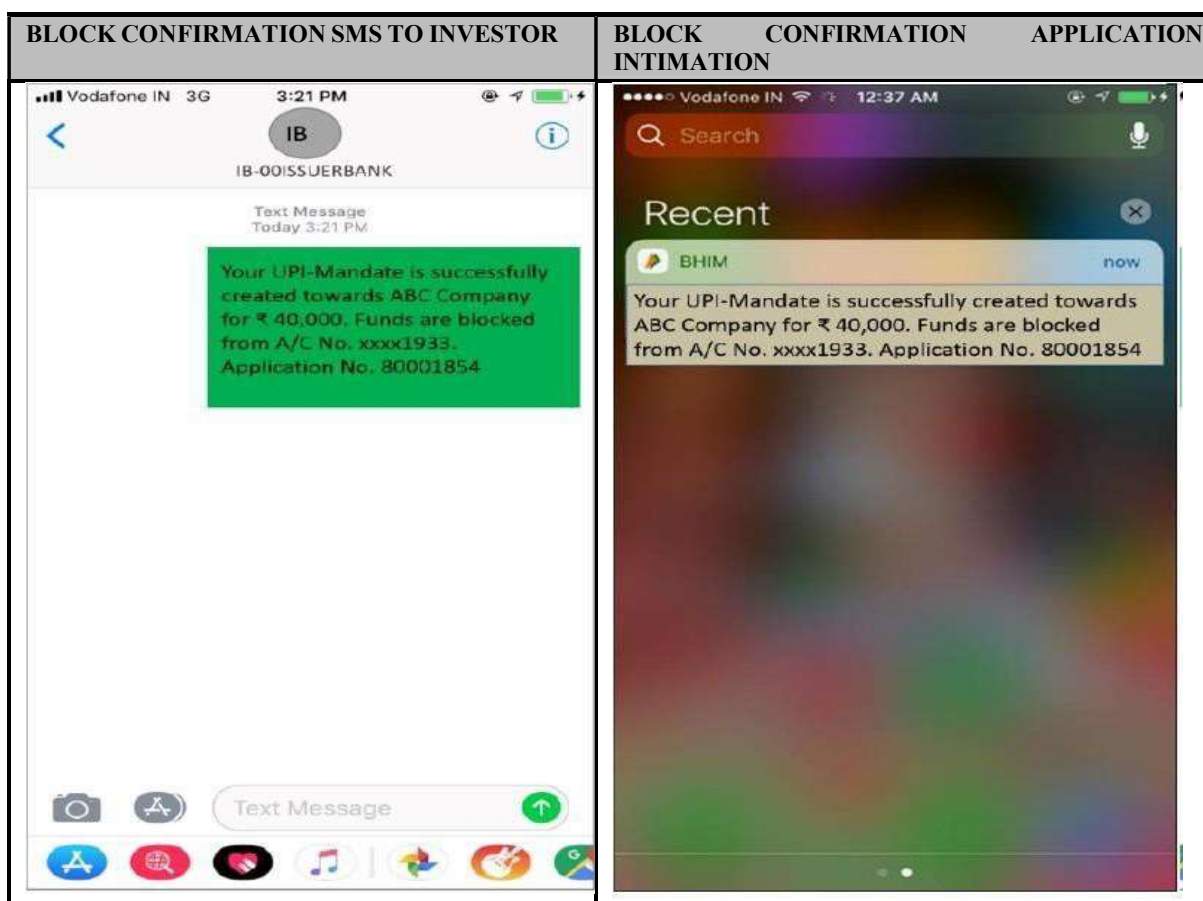 BLOCK CONFIRMATION SMS TO INVESTOR
BLOCK CONFIRMATION APPLICATION
INTIMATION
Vodafone IN 3G 3:21 PM
IB
IB-00ISSUERBANK
Text Message
Today 3:21 PM
Your UPI-Mandate is successfully
created towards ABC Company
for ₹ 40,000. Funds are blocked
from A/C No. xxxx1933.
Application No. 80001854
Text Message
Vodafone IN 12:37 AM
Search
Recent
BHIM now
Your UPI-Mandate is successfully created towards
ABC Company for ₹ 40,000. Funds are blocked
from A/C No. xxxx1933. Application No. 80001854